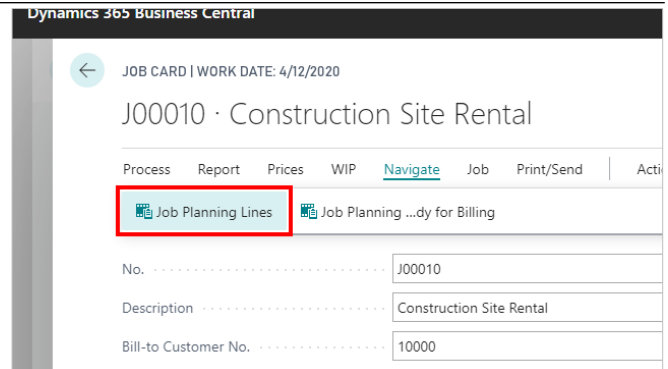 Dynamics 365 Business Central
JOB CARD | WORK DATE: 4/12/2020
J00010 · Construction Site Rental
Process Report Prices WIP Navigate Job Print/Send
Job Planning Lines Job Planning ...dy for Billing
No. J00010
Description Construction Site Rental
Bill-to Customer No. 10000